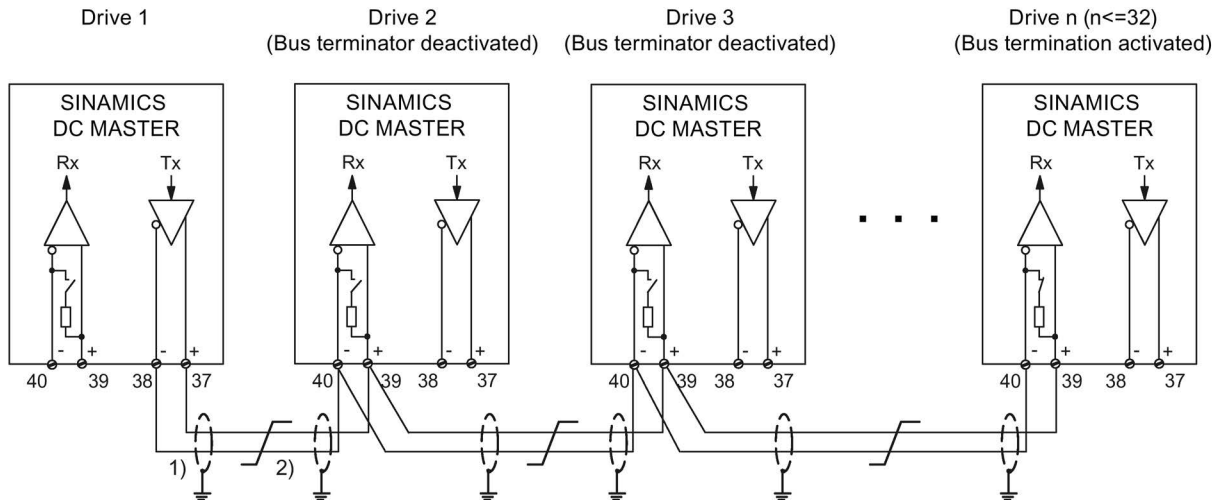 Drive 1
Drive 2
(Bus terminator deactivated)
Drive 3
(Bus terminator deactivated)
Drive n (n<=32)
(Bus termination activated)
SINAMICS
DC MASTER
Rx
Tx
- +
- +
40
39
38
37
SINAMICS
DC MASTER
Rx
Tx
- +
- +
40
39
38
37
SINAMICS
DC MASTER
Rx
Tx
- +
- +
40
39
38
37
. . .
SINAMICS
DC MASTER
Rx
Tx
- +
- +
40
39
38
37
1)
2)